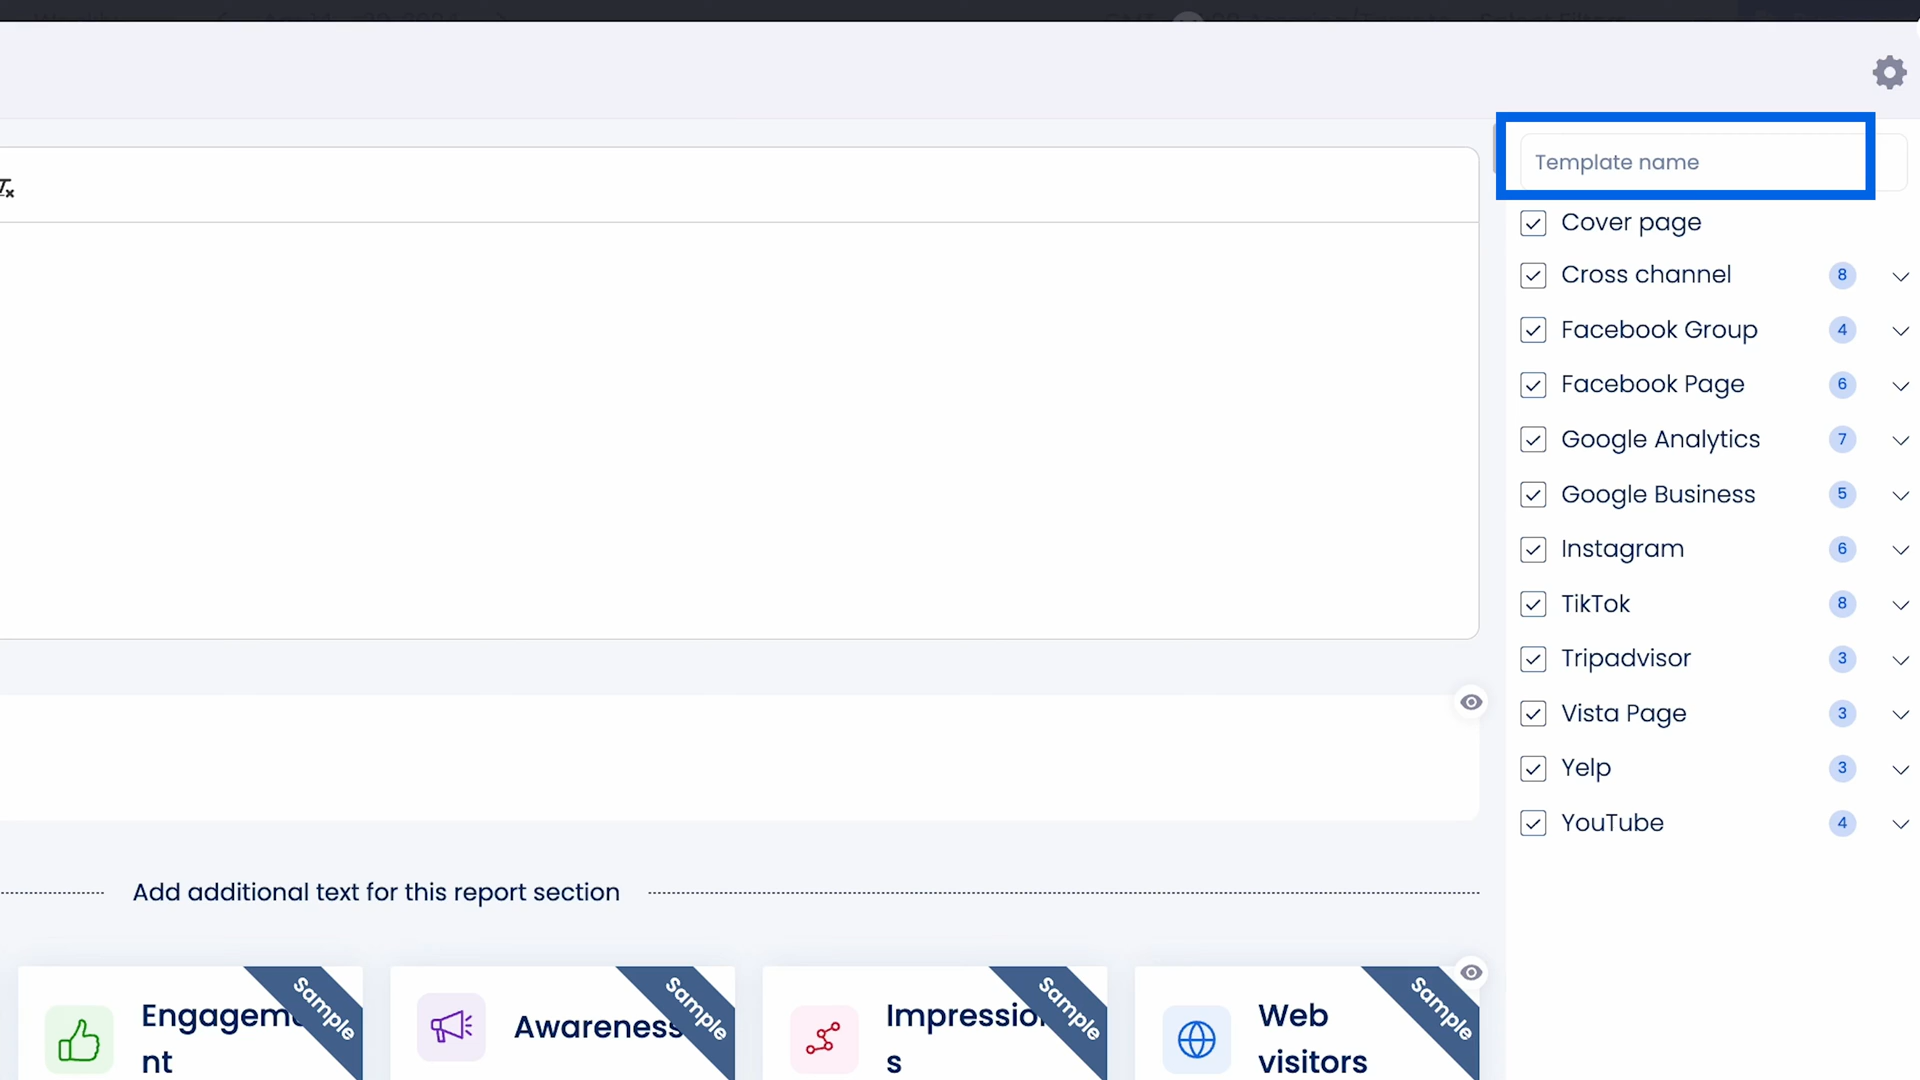 Template name
Cover page
Cross channel 8
Facebook Group 4
Facebook Page 6
Google Analytics 7
Google Business 5
Instagram 6
TikTok 8
Tripadvisor 3
Vista Page 3
Yelp 3
YouTube 4
Add additional text for this report section
Sample
Sample
Sample
Sample
Engageme
nt
Awareness
Impression
s
Web
visitors